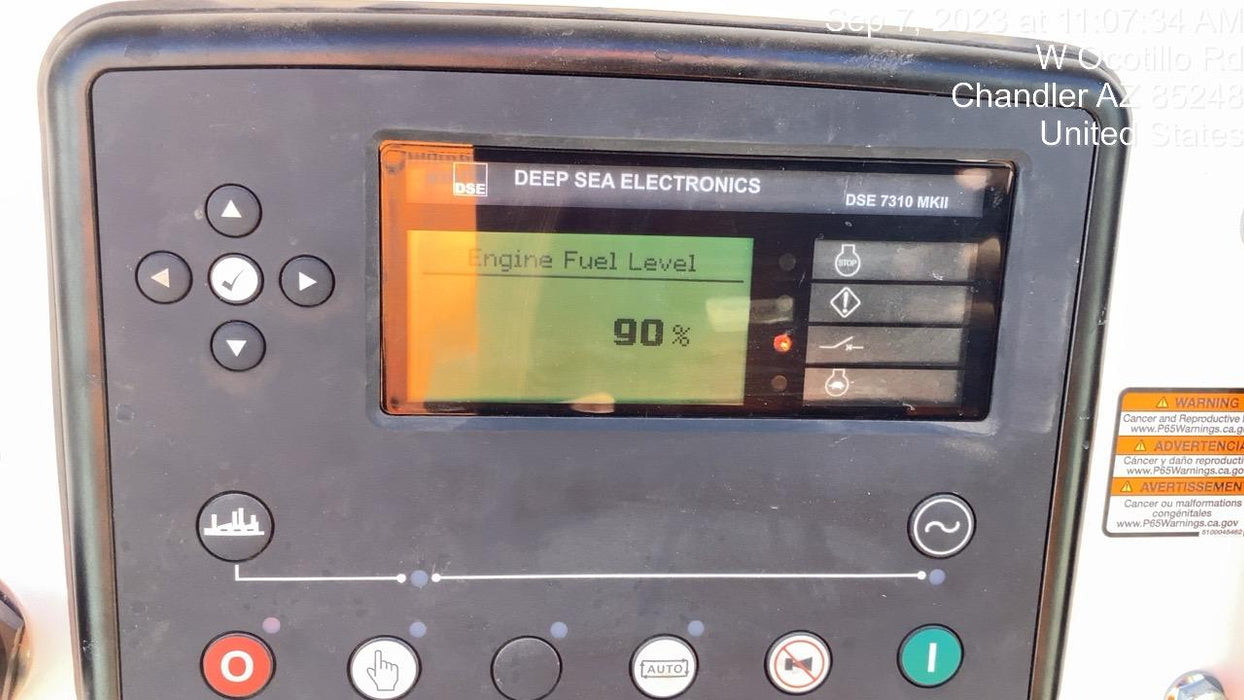 Sep 7, 2023 at 11:07:34 AM
W Ocotillo Rd
Chandler AZ 85248
United States
DSE
DEEP SEA ELECTRONICS
DSE 7310 MKII
Engine Fuel Level
90 %
STOP
AUTO
WARNING
Cancer and Reproductive
www.P65Warnings.ca.go
ADVERTENCIA
Cáncer y daño reproducti
www.P65Warnings.ca.go
AVERTISSEMEN
Cancer ou malformations
congénitales
www.P65Warnings.ca.gov